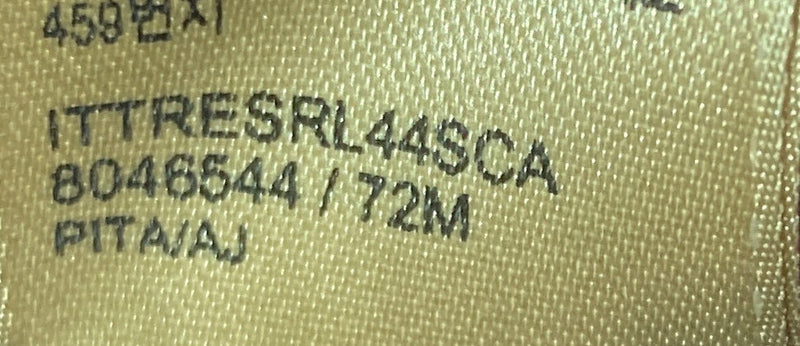 459번지
ITTRESRL44SCA
8046544 / 72M
PITA/AJ